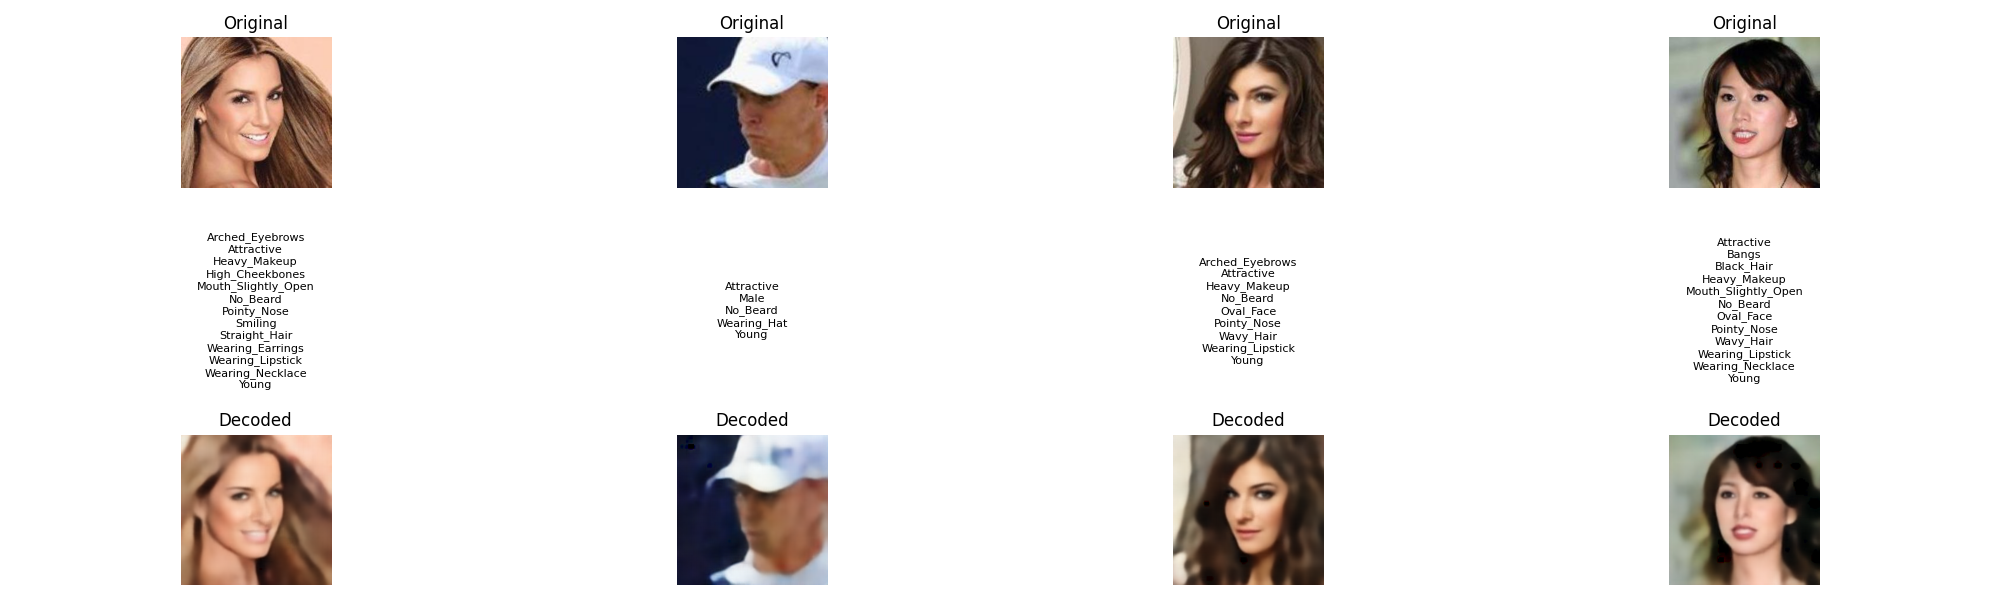 Original
Original
Original
Original
Arched_Eyebrows
Attractive
Heavy_Makeup
High_Cheekbones
Mouth_Slightly_Open
No_Beard
Pointy_Nose
Smiling
Straight_Hair
Wearing_Earrings
Wearing_Lipstick
Wearing_Necklace
Young
Attractive
Male
No_Beard
Wearing_Hat
Young
Arched_Eyebrows
Attractive
Heavy_Makeup
No_Beard
Oval_Face
Pointy_Nose
Wavy_Hair
Wearing_Lipstick
Young
Attractive
Bangs
Black_Hair
Heavy_Makeup
Mouth_Slightly_Open
No_Beard
Oval_Face
Pointy_Nose
Wavy_Hair
Wearing_Lipstick
Wearing_Necklace
Young
Decoded
Decoded
Decoded
Decoded